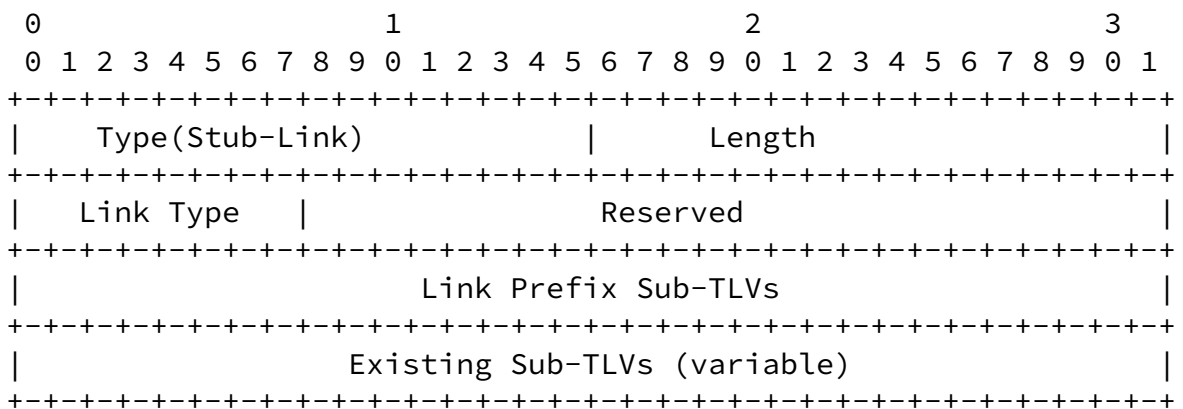 0                   1                   2                   3
 0 1 2 3 4 5 6 7 8 9 0 1 2 3 4 5 6 7 8 9 0 1 2 3 4 5 6 7 8 9 0 1
+-+-+-+-+-+-+-+-+-+-+-+-+-+-+-+-+-+-+-+-+-+-+-+-+-+-+-+-+-+-+-+-+
|    Type(Stub-Link)            |      Length                   |
+-+-+-+-+-+-+-+-+-+-+-+-+-+-+-+-+-+-+-+-+-+-+-+-+-+-+-+-+-+-+-+-+
|   Link Type   |                Reserved                       |
+-+-+-+-+-+-+-+-+-+-+-+-+-+-+-+-+-+-+-+-+-+-+-+-+-+-+-+-+-+-+-+-+
|                      Link Prefix Sub-TLVs                     |
+-+-+-+-+-+-+-+-+-+-+-+-+-+-+-+-+-+-+-+-+-+-+-+-+-+-+-+-+-+-+-+-+
|                  Existing Sub-TLVs (variable)                 |
+-+-+-+-+-+-+-+-+-+-+-+-+-+-+-+-+-+-+-+-+-+-+-+-+-+-+-+-+-+-+-+-+